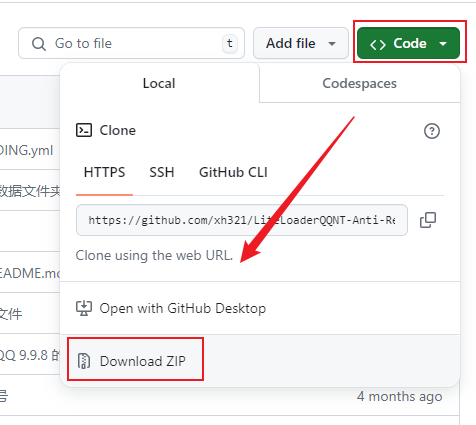 Go to file
t
Add file
Code
Local
Codespaces
Clone
HTTPS
SSH
GitHub CLI
https://github.com/xh321/LiteLoaderQQNT-Anti-Re
Clone using the web URL.
Open with GitHub Desktop
Download ZIP
DING.yml
数据文件夹
EADME.md
文件
QQ 9.9.8 的
号
4 months ago